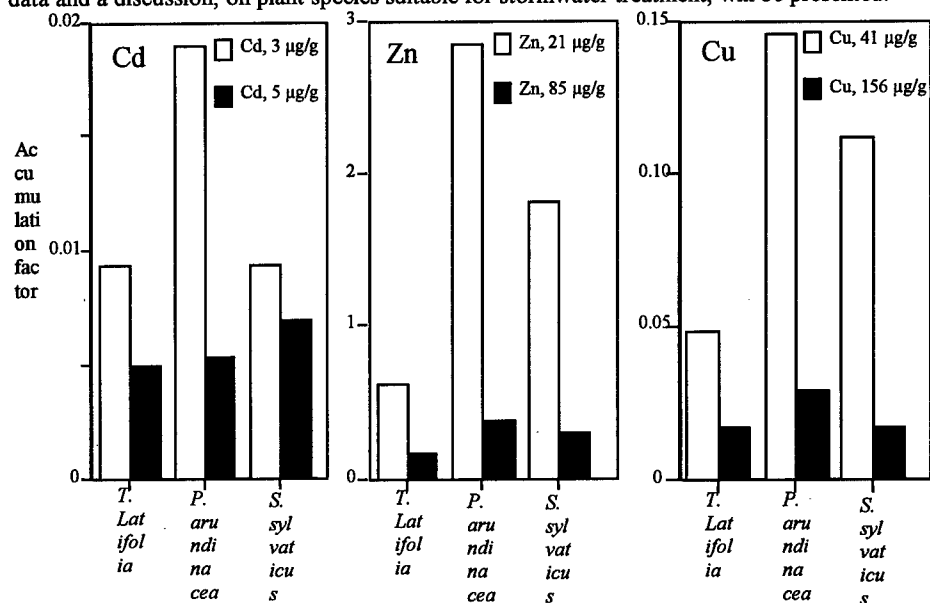 data and a discussion, on plant species suitable for stormwater treatment, will be presented.
Ac
cu
mu
lati
on
fac
tor
0.02
0.01
0
Cd
Cd, 3 µg/g
Cd, 5 µg/g
T.
Lat
ifol
ia
P.
aru
ndi
na
cea
S.
syl
vat
icu
s
3
2
1
0
Zn
Zn, 21 µg/g
Zn, 85 µg/g
T.
Lat
ifol
ia
P.
aru
ndi
na
cea
S.
syl
vat
icu
s
0.15
0.10
0.05
0
Cu
Cu, 41 µg/g
Cu, 156 µg/g
T.
Lat
ifol
ia
P.
aru
ndi
na
cea
S.
syl
vat
icu
s